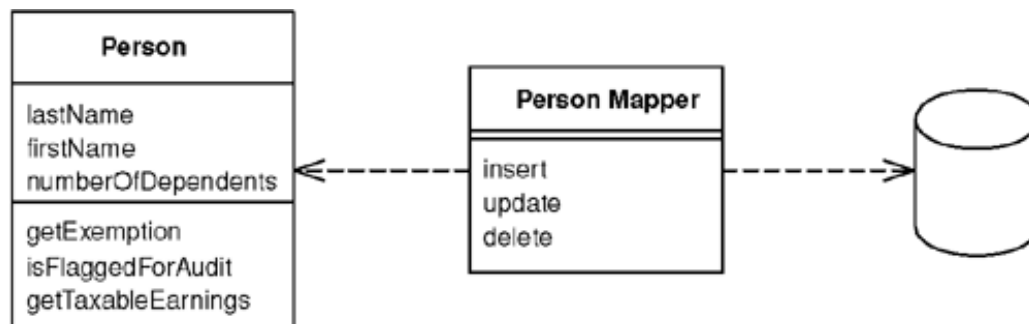 Person
lastName
firstName
numberOfDependents
getExemption
isFlaggedForAudit
getTaxableEarnings
Person Mapper
insert
update
delete